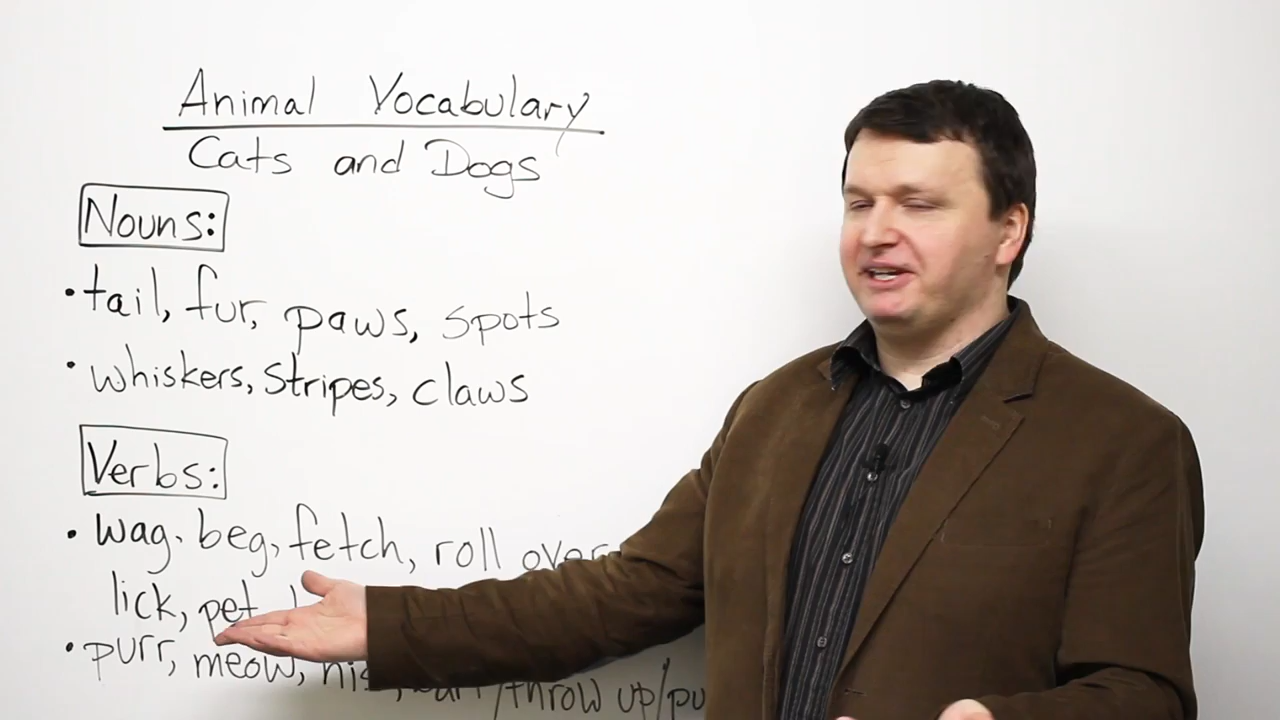 Animal Vocabulary
Cats and Dogs
Nouns:
• tail, fur, paws, spots
• whiskers, stripes, claws
Verbs:
• wag, beg, fetch, roll over
lick, pet
• purr, meow, /throw up/